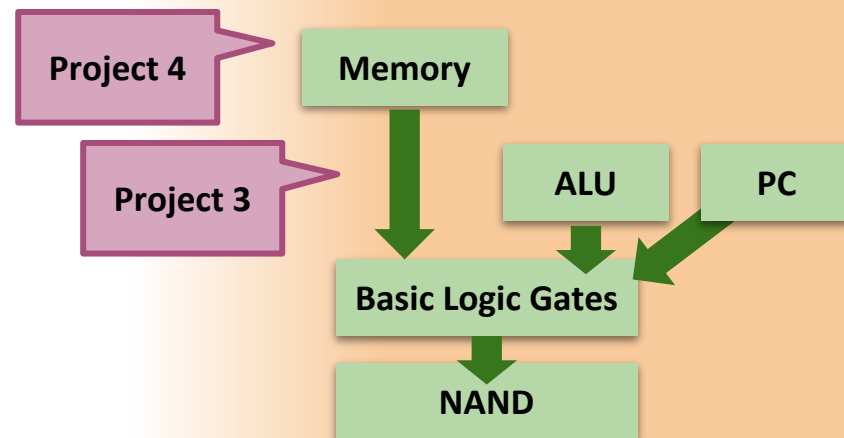 Project 4
Memory
Project 3
ALU
PC
Basic Logic Gates
NAND